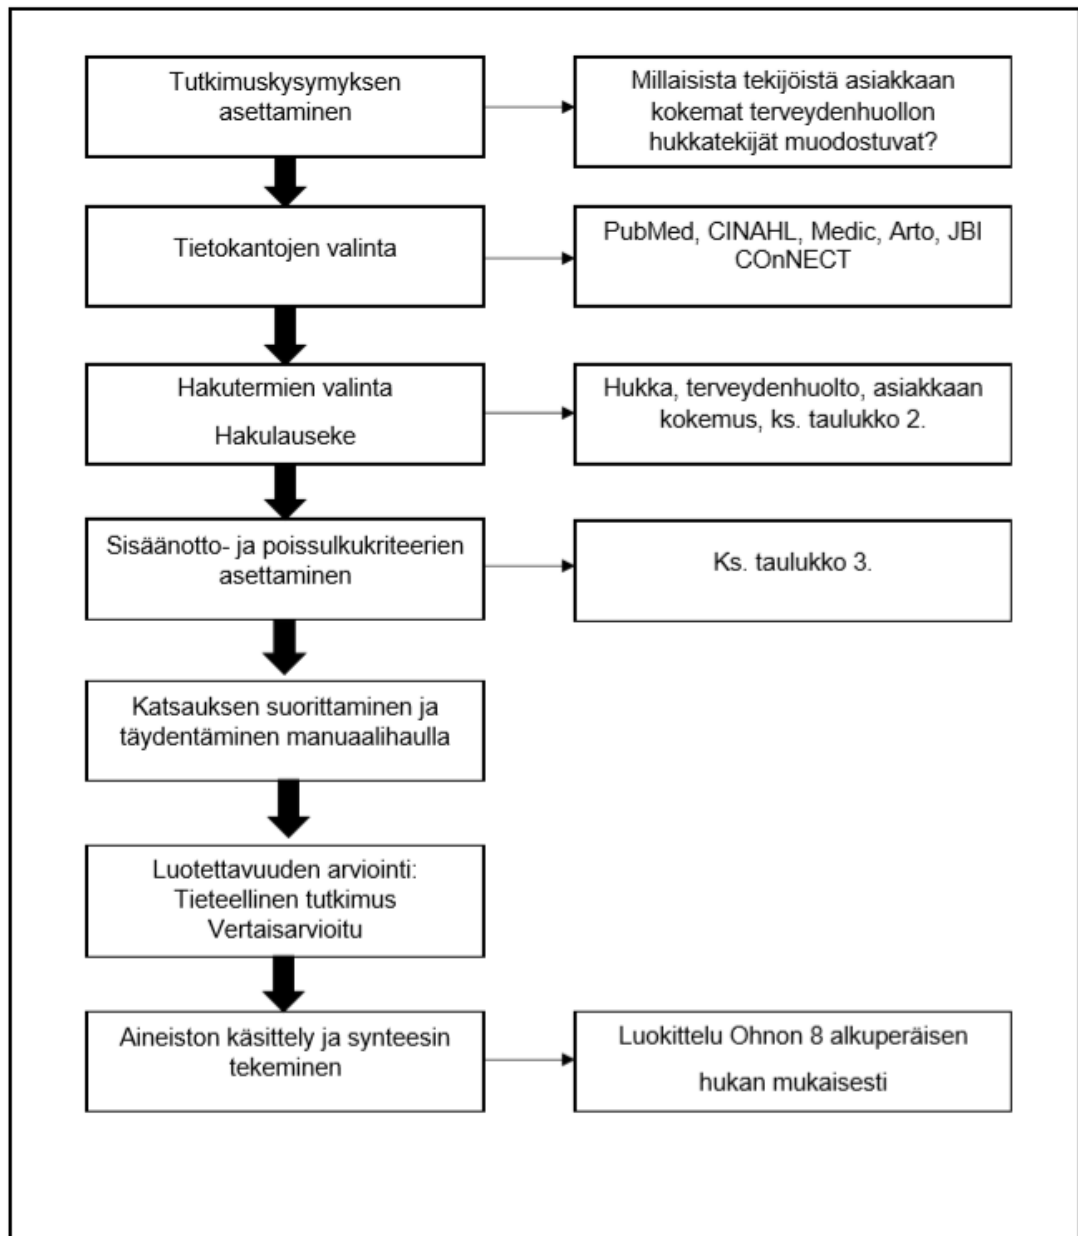 Tutkimuskysymyksen
asettaminen
Millaisista tekijöistä asiakkaan
kokemat terveydenhuollon
hukkatekijät muodostuvat?
Tietokantojen valinta
PubMed, CINAHL, Medic, Arto, JBI
COnNECT
Hakutermien valinta
Hakulauseke
Hukka, terveydenhuolto, asiakkaan
kokemus, ks. taulukko 2.
Sisäänotto- ja poissulkukriteerien
asettaminen
Ks. taulukko 3.
Katsauksen suorittaminen ja
täydentäminen manuaalihaulla
Luotettavuuden arviointi:
Tieteellinen tutkimus
Vertaisarvioitu
Aineiston käsittely ja synteesin
tekeminen
Luokittelu Ohnon 8 alkuperäisen
hukan mukaisesti